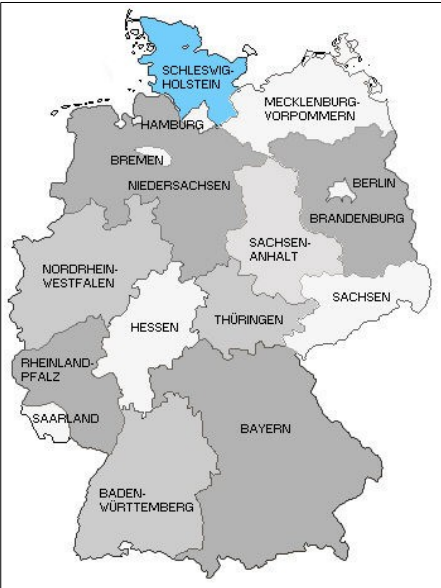 SCHLESWIG-
HOLSTEIN
MECKLENBURG-
VORPOMMERN
HAMBURG
BREMEN
NIEDERSACHSEN
BERLIN
BRANDENBURG
SACHSEN-
ANHALT
NORDRHEIN-
WESTFALEN
SACHSEN
THÜRINGEN
HESSEN
RHEINLAND-
PFALZ
SAARLAND
BAYERN
BADEN-
WÜRTTEMBERG